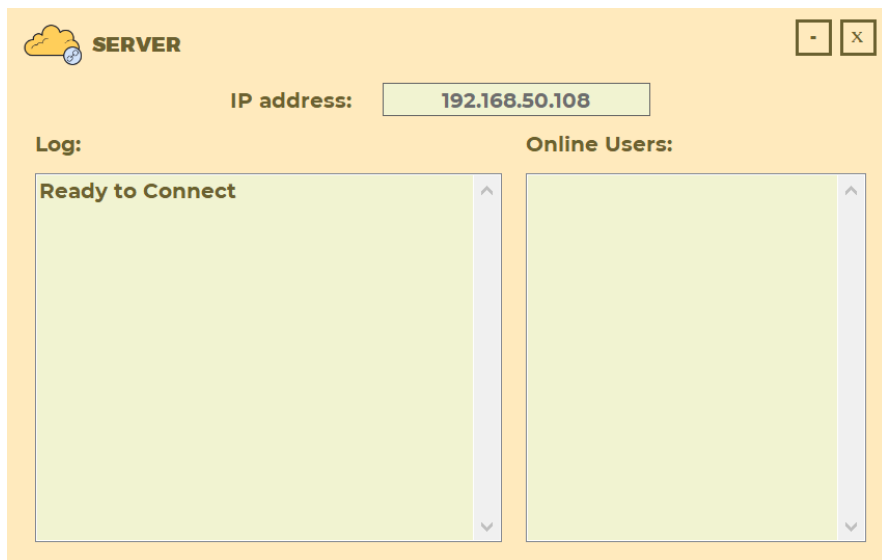 SERVER
- X
IP address: 192.168.50.108
Log: Online Users:
Ready to Connect